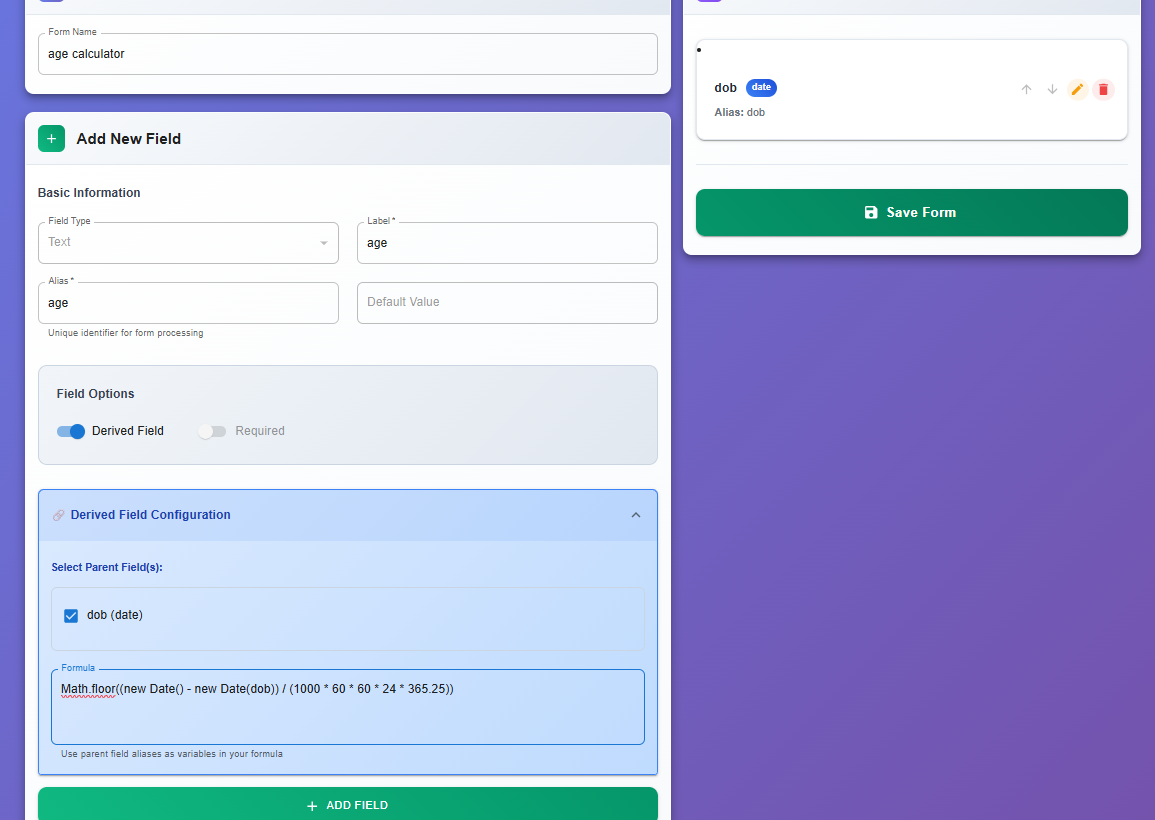 Form Name
age calculator
Add New Field
Basic Information
Field Type
Text
Label *
age
Alias *
age
Default Value
Unique identifier for form processing
Field Options
Derived Field
Required
Derived Field Configuration
Select Parent Field(s):
dob (date)
Formula
Math.floor((new Date() - new Date(dob)) / (1000 * 60 * 60 * 24 * 365.25))
Use parent field aliases as variables in your formula
ADD FIELD
dob date
Alias: dob
Save Form